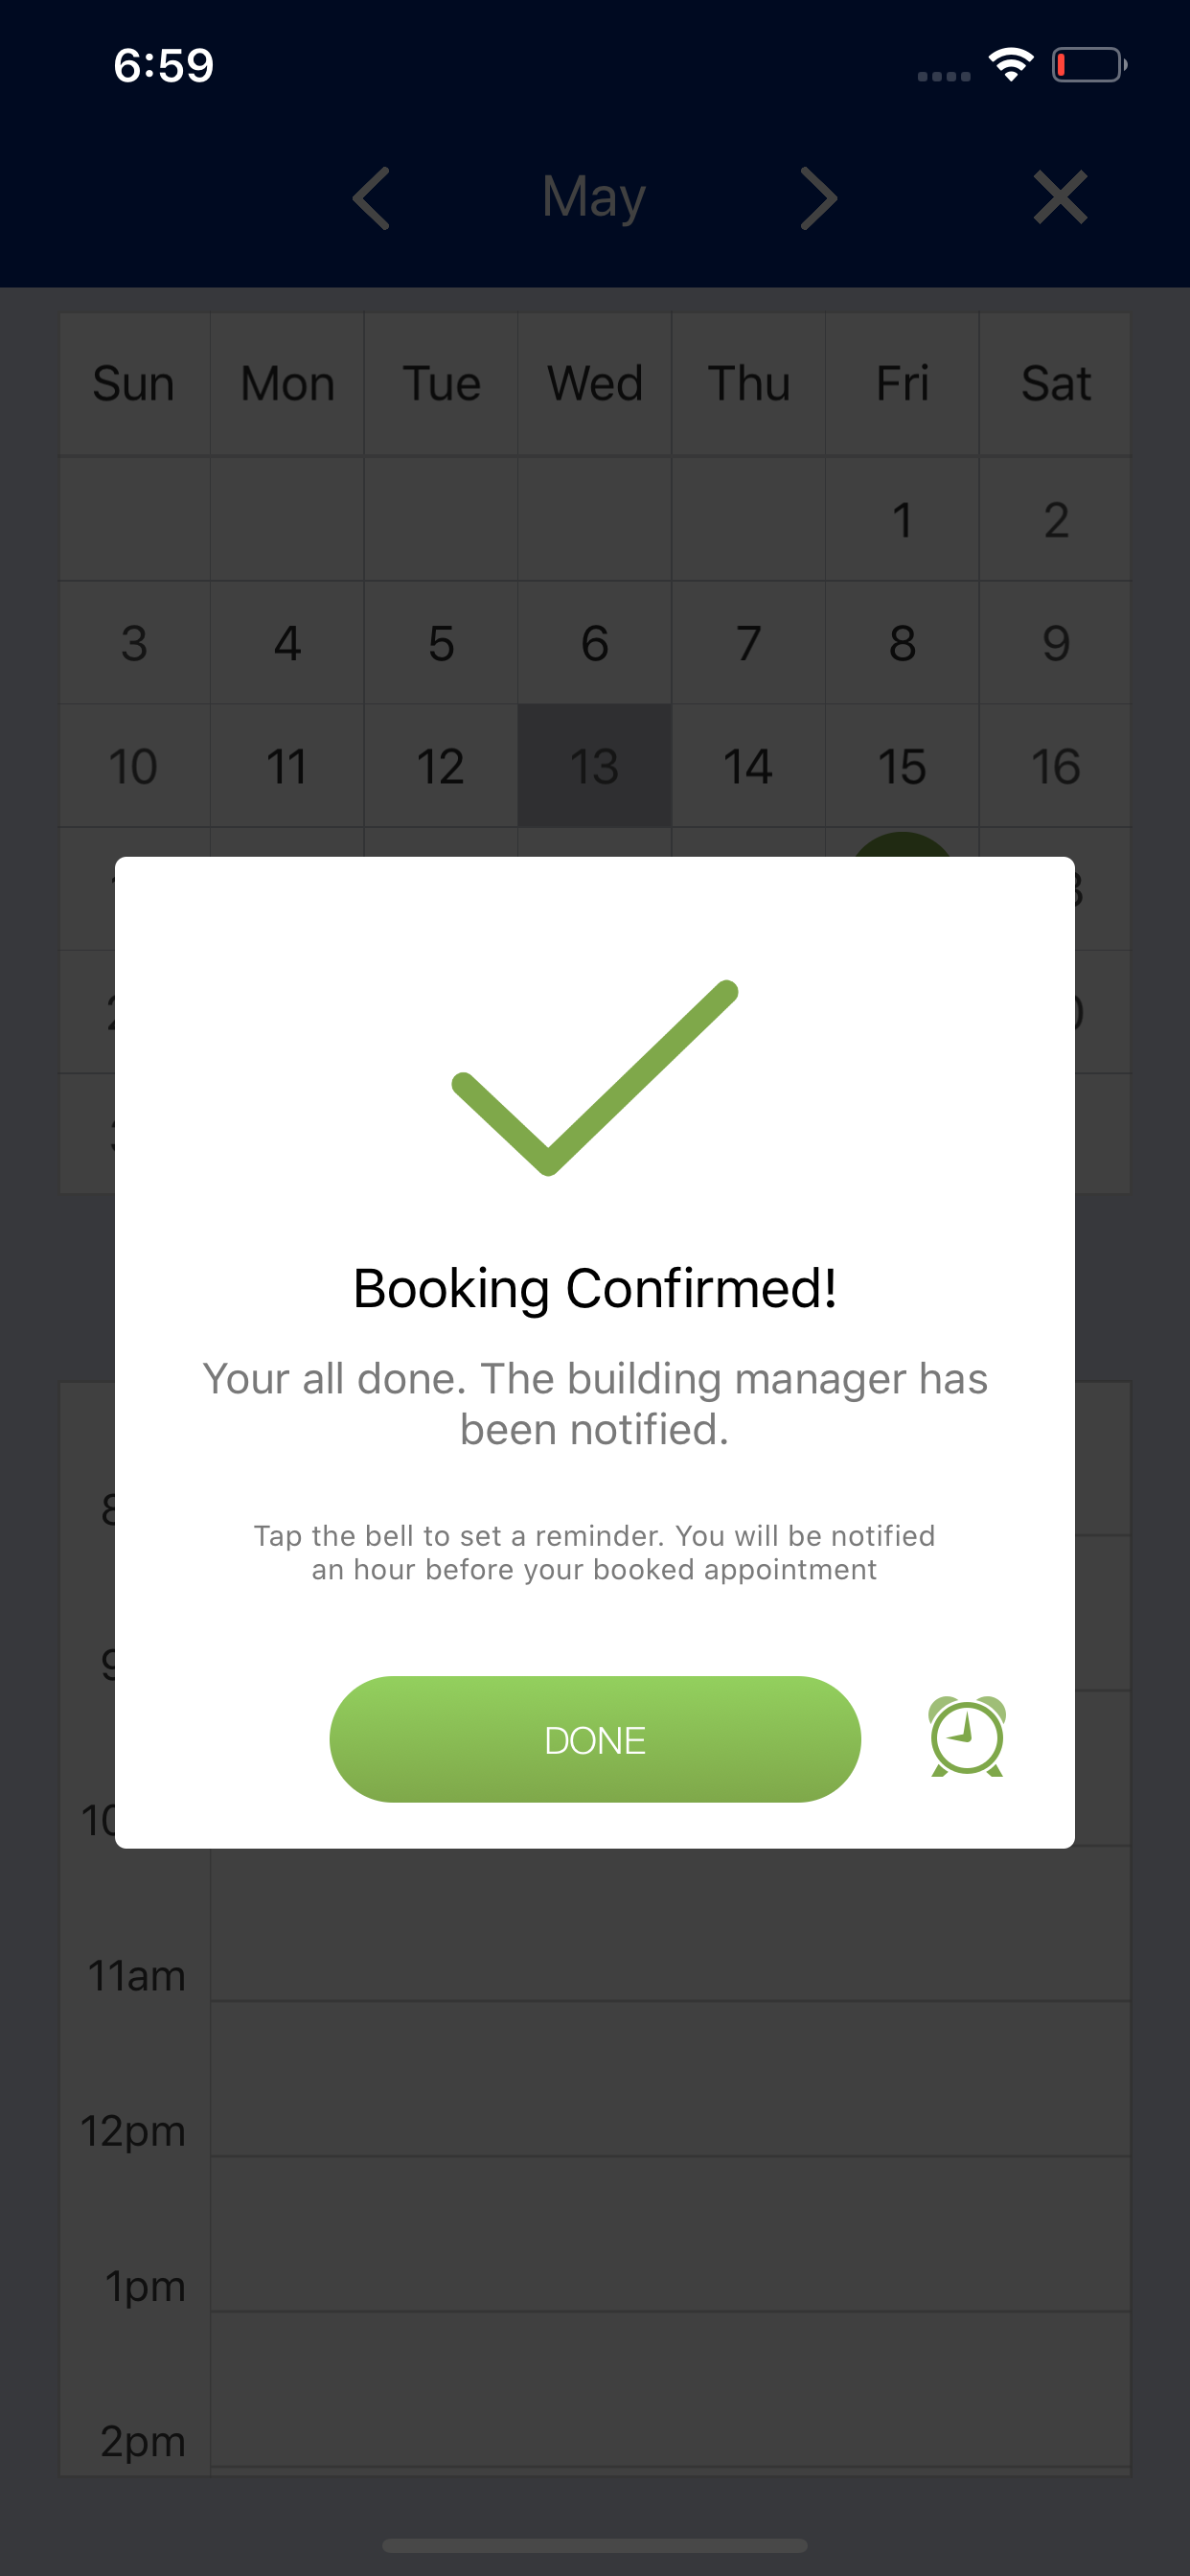 6:59
May
Sun Mon Tue Wed Thu Fri Sat
1 2
3 4 5 6 7 8 9
10 11 12 13 14 15 16
Booking Confirmed!
Your all done. The building manager has
been notified.
Tap the bell to set a reminder. You will be notified
an hour before your booked appointment
DONE
11am
12pm
1pm
2pm